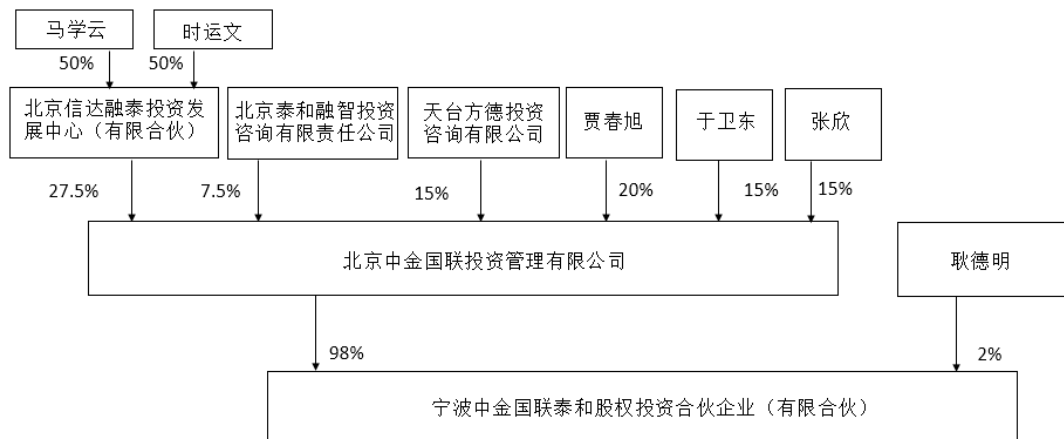 马学云
时运文
50%
50%
北京信达融泰投资发
展中心（有限合伙）
北京泰和融智投资
咨询有限责任公司
天台方德投资
咨询有限公司
贾春旭
于卫东
张欣
27.5%
7.5%
15%
20%
15%
15%
北京中金国联投资管理有限公司
耿德明
98%
2%
宁波中金国联泰和股权投资合伙企业（有限合伙）